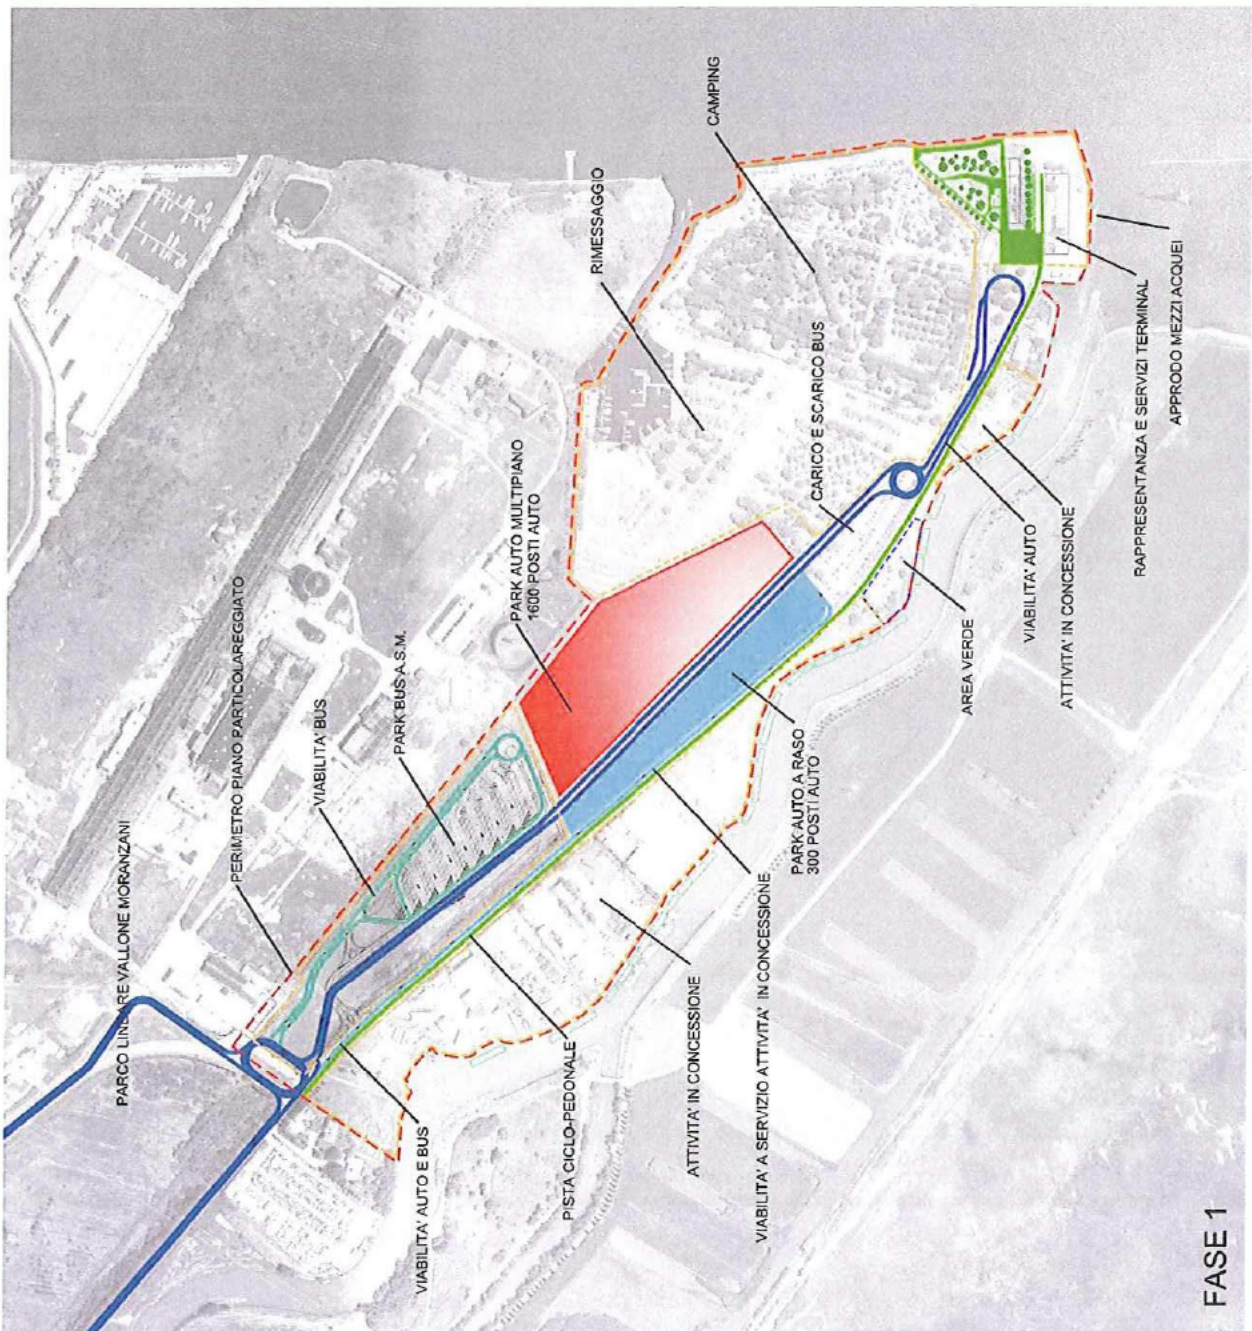 PARCO LINEARE VALLONE MORANZANI
PERIMETRO PIANO PARTICOLAREGGIATO
VIABILITA' BUS
PARK BUS A.S.M.
PARK AUTO MULTIPIANO
1600 POSTI AUTO
RIMESSAGGIO
CAMPING
CARICO E SCARICO BUS
VIABILITA' AUTO E BUS
PISTA CICLO-PEDONALE
ATTIVITA' IN CONCESSIONE
VIABILITA' A SERVIZIO ATTIVITA' IN CONCESSIONE
PARK AUTO A RASO
300 POSTI AUTO
AREA VERDE
VIABILITA' AUTO
ATTIVITA' IN CONCESSIONE
RAPPRESENTANZA E SERVIZI TERMINAL
APPRODO MEZZI ACQUEI
FASE 1